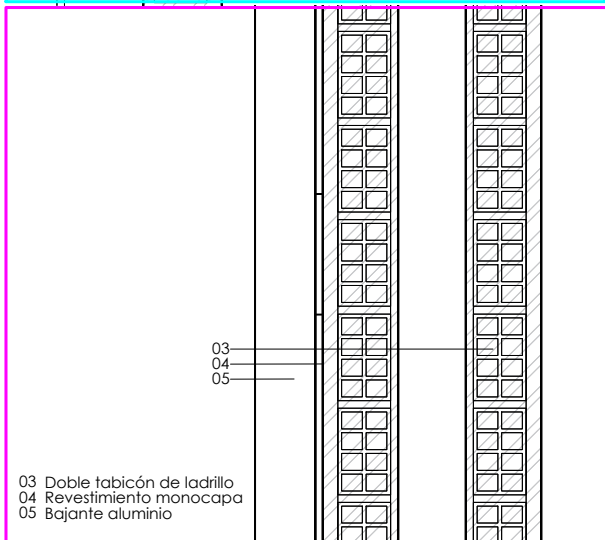 03
04
05
03 Doble tabicón de ladrillo
04 Revestimiento monocapa
05 Bajante aluminio